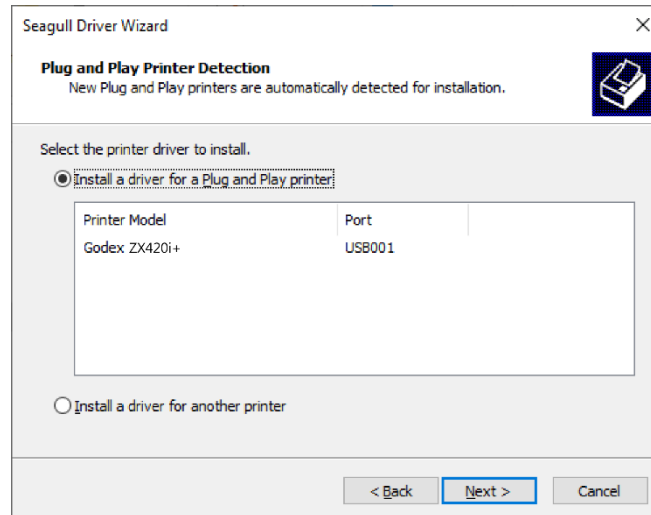 Seagull Driver Wizard
Plug and Play Printer Detection
New Plug and Play printers are automatically detected for installation.
Select the printer driver to install.
Install a driver for a Plug and Play printer
Printer Model Port
Godex ZX420i+ USB001
Install a driver for another printer
< Back Next > Cancel